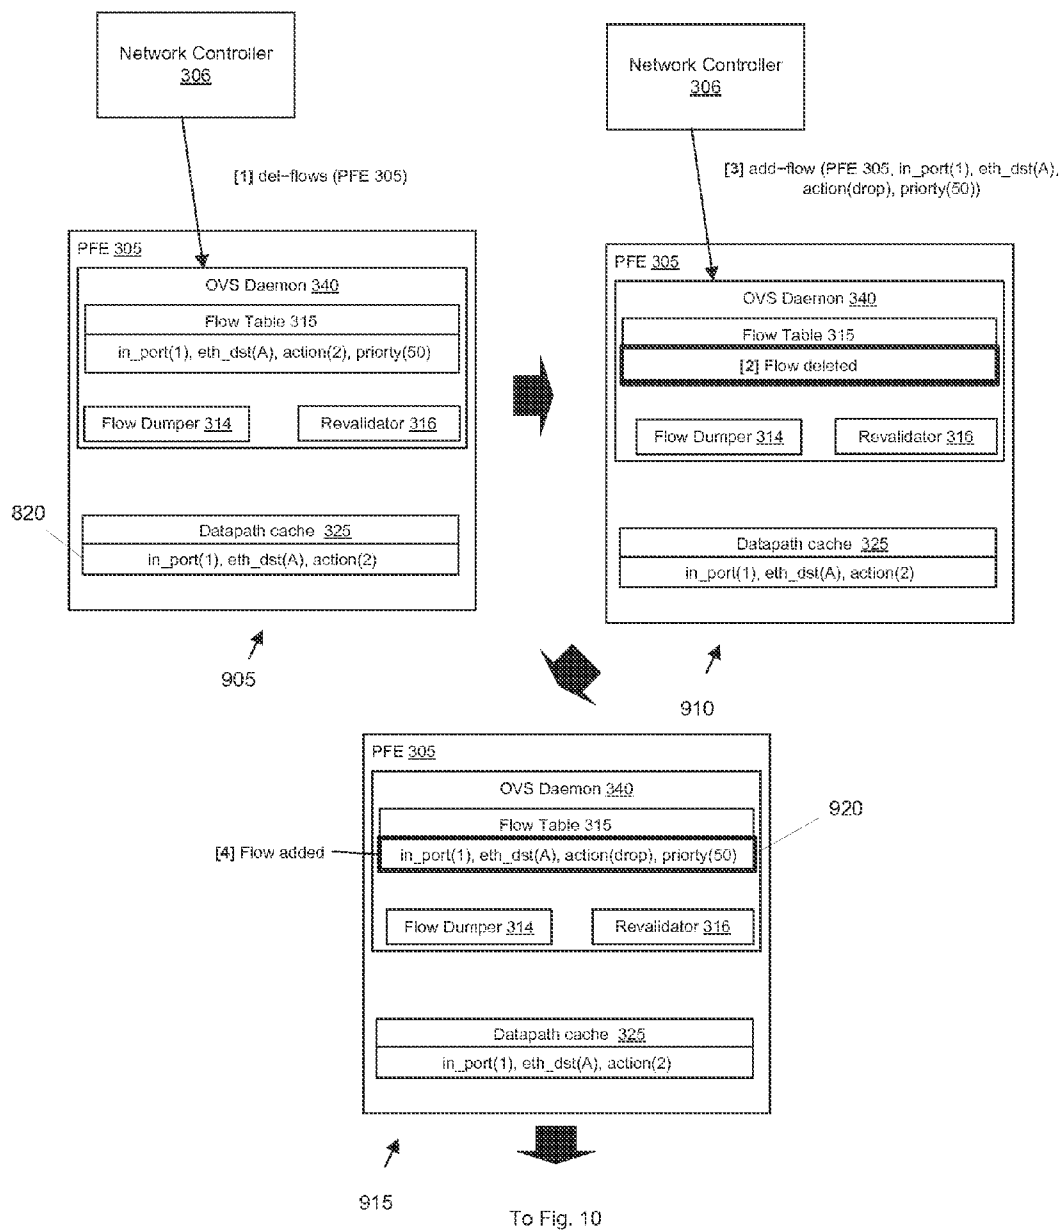 Network Controller
306
[1] del-flows (PFE 305)
PFE 305
OVS Daemon 340
Flow Table 315
in_port(1), eth_dst(A), action(2), priorty(50)
Flow Dumper 314
Revalidator 316
820
Datapath cache 325
in_port(1), eth_dst(A), action(2)
905
Network Controller
306
[3] add-flow (PFE 305, in_port(1), eth_dst(A),
action(drop), priorty(50))
PFE 305
OVS Daemon 340
Flow Table 315
[2] Flow deleted
Flow Dumper 314
Revalidator 316
Datapath cache 325
in_port(1), eth_dst(A), action(2)
910
PFE 305
OVS Daemon 340
920
Flow Table 315
[4] Flow added
in_port(1), eth_dst(A), action(drop), priorty(50)
Flow Dumper 314
Revalidator 316
Datapath cache 325
in_port(1), eth_dst(A), action(2)
915
To Fig. 10